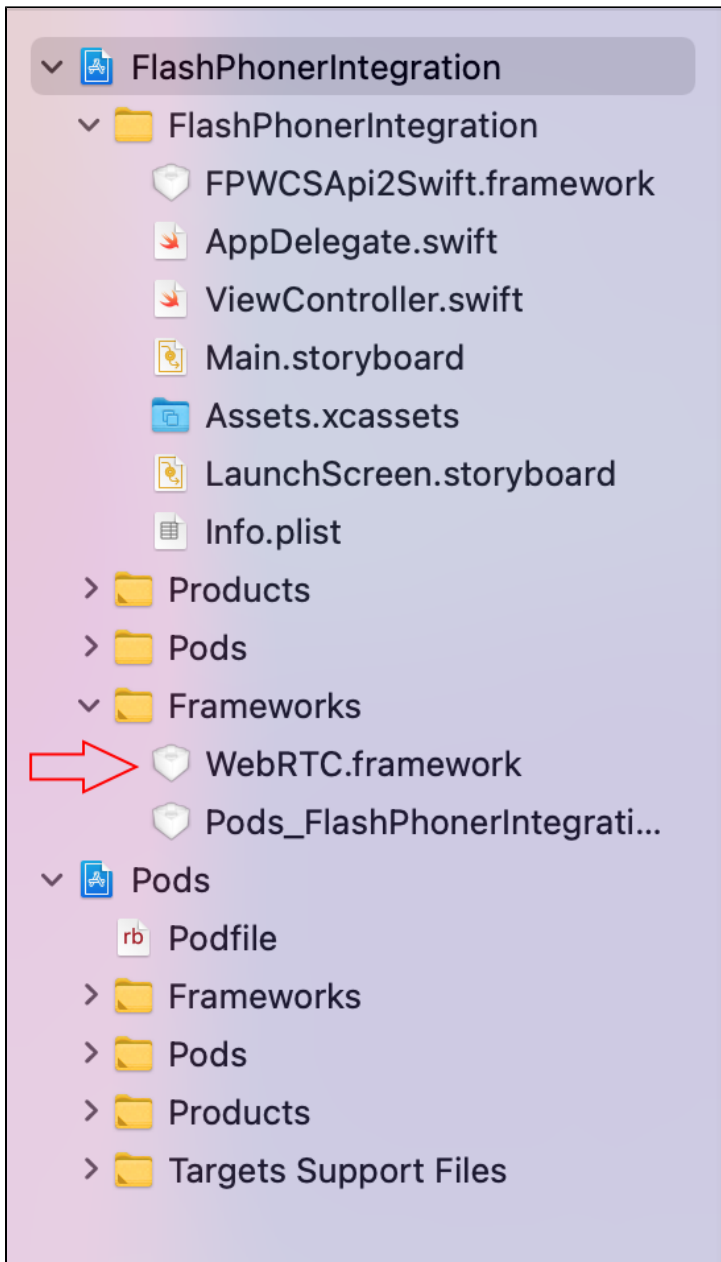 FlashPhonerIntegration
FlashPhonerIntegration
FPWCSApi2Swift.framework
AppDelegate.swift
ViewController.swift
Main.storyboard
Assets.xcassets
LaunchScreen.storyboard
Info.plist
Products
Pods
Frameworks
WebRTC.framework
Pods_FlashPhonerIntegrati...
Pods
rb Podfile
Frameworks
Pods
Products
Targets Support Files